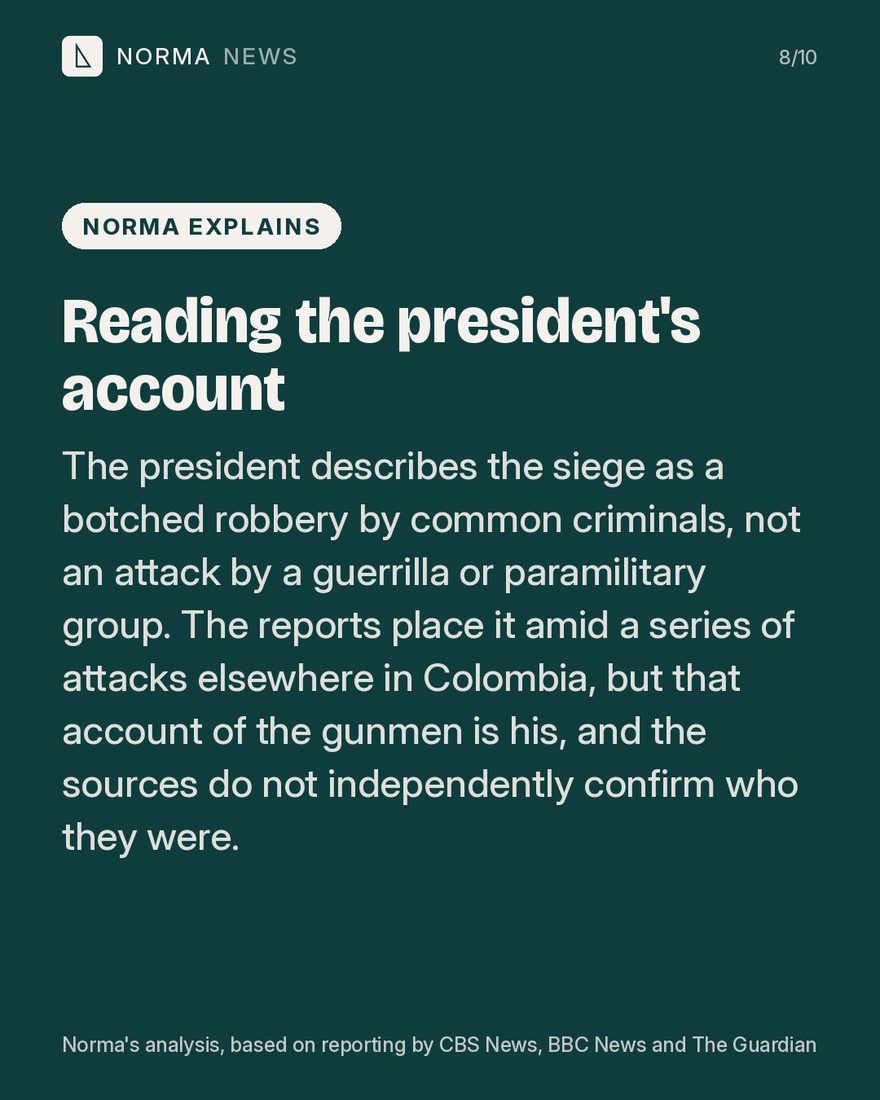 NORMA NEWS
8/10
NORMA EXPLAINS
Reading the president's
account
The president describes the siege as a
botched robbery by common criminals, not
an attack by a guerrilla or paramilitary
group. The reports place it amid a series of
attacks elsewhere in Colombia, but that
account of the gunmen is his, and the
sources do not independently confirm who
they were.
Norma's analysis, based on reporting by CBS News, BBC News and The Guardian